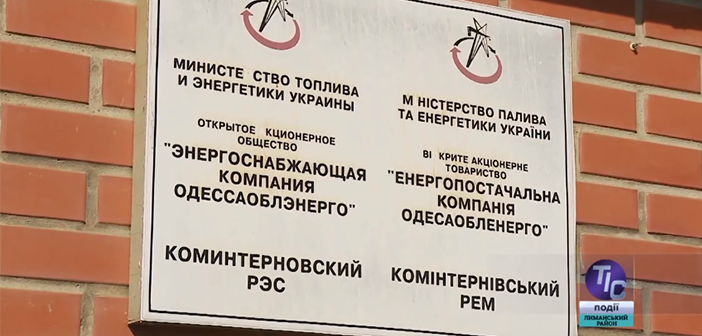 МИНИСТЕ СТВО ТОПЛИВА
И ЭНЕРГЕТИКИ УКРАИНЫ
ОТКРЫТОЕ КЦИОНЕРНОЕ
ОБЩЕСТВО
"ЭНЕРГОСНАБЖАЮЩАЯ
КОМПАНИЯ
ОДЕССАОБЛЭНЕРГО"
КОМИНТЕРНОВСКИЙ
РЭС
М НІСТЕРСТВО ПАЛИВА
ТА ЕНЕРГЕТИКИ УКРАЇНИ
ВІ КРИТЕ АКЦІОНЕРНЕ
ТОВАРИСТВО
"ЕНЕРГОПОСТАЧАЛЬНА
КОМПАНІЯ
ОДЕСАОБЛЕНЕРГО"
КОМІНТЕРНІВСЬКИЙ
РЕМ
ТІС
ПОДІЇ
ЛИМАНСЬКИЙ
РАЙОН